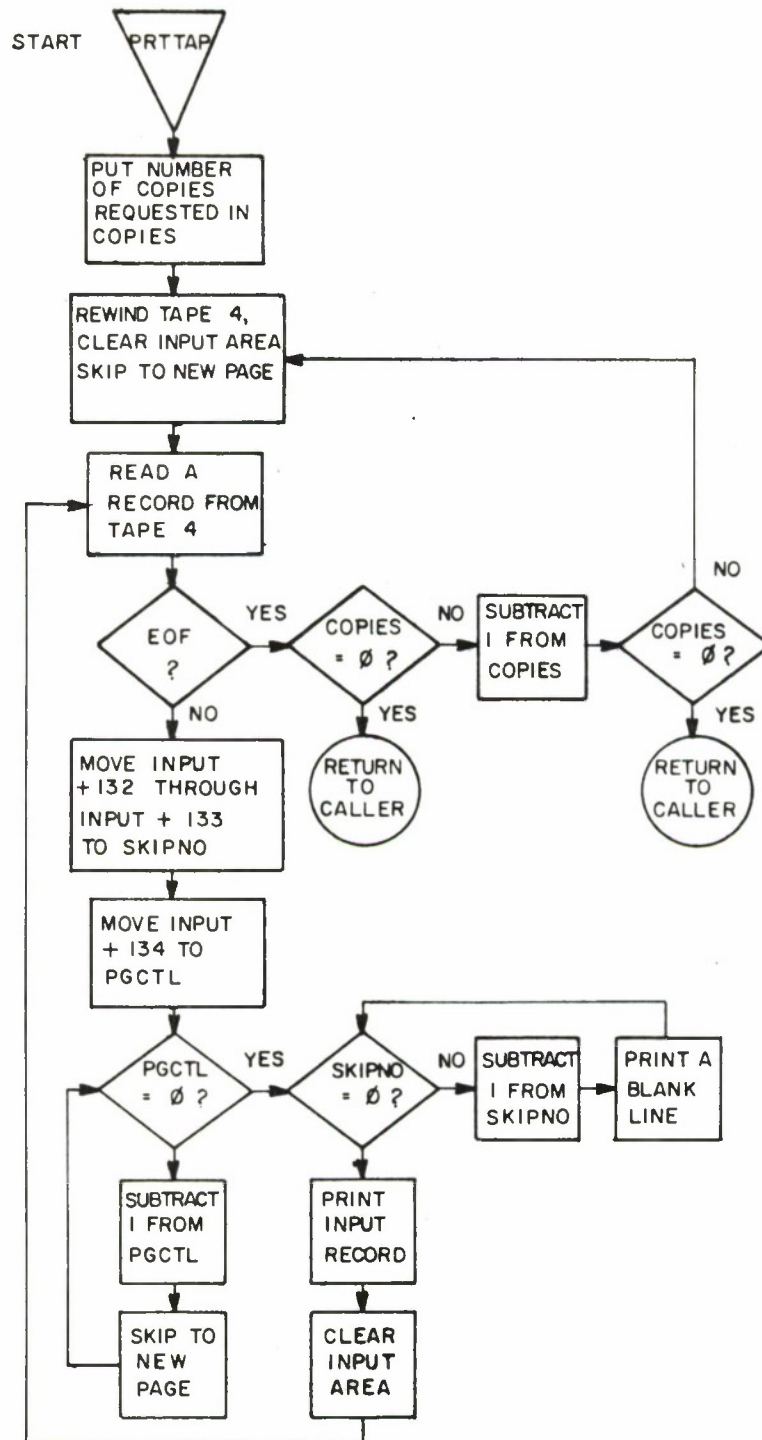 START
PRTTAP
PUT NUMBER
OF COPIES
REQUESTED IN
COPIES
REWIND TAPE 4,
CLEAR INPUT AREA
SKIP TO NEW PAGE
READ A
RECORD FROM
TAPE 4
EOF
?
YES
NO
COPIES
= Ø ?
NO
YES
SUBTRACT
1 FROM
COPIES
COPIES
= Ø ?
NO
YES
RETURN
TO
CALLER
RETURN
TO
CALLER
MOVE INPUT
+ 132 THROUGH
INPUT + 133
TO SKIPNO
MOVE INPUT
+ 134 TO
PGCTL
PGCTL
= Ø ?
YES
SKIPNO
= Ø ?
NO
SUBTRACT
1 FROM
SKIPNO
PRINT A
BLANK
LINE
SUBTRACT
1 FROM
PGCTL
PRINT
INPUT
RECORD
SKIP TO
NEW
PAGE
CLEAR
INPUT
AREA